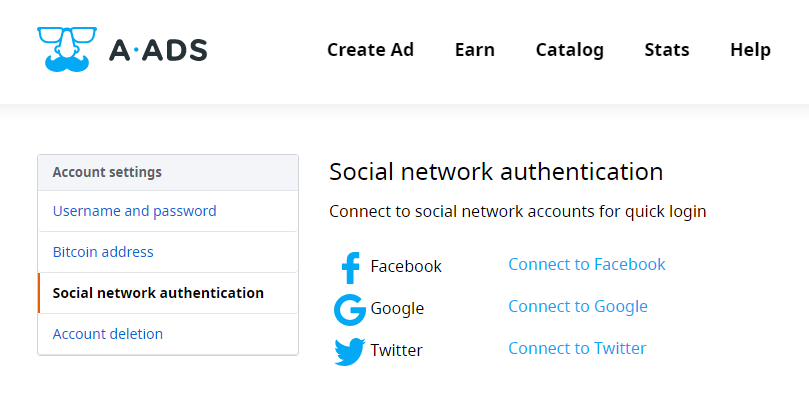 A·ADS
Create Ad Earn Catalog Stats Help
Account settings
Username and password
Bitcoin address
Social network authentication
Account deletion
Social network authentication
Connect to social network accounts for quick login
Facebook Connect to Facebook
Google Connect to Google
Twitter Connect to Twitter